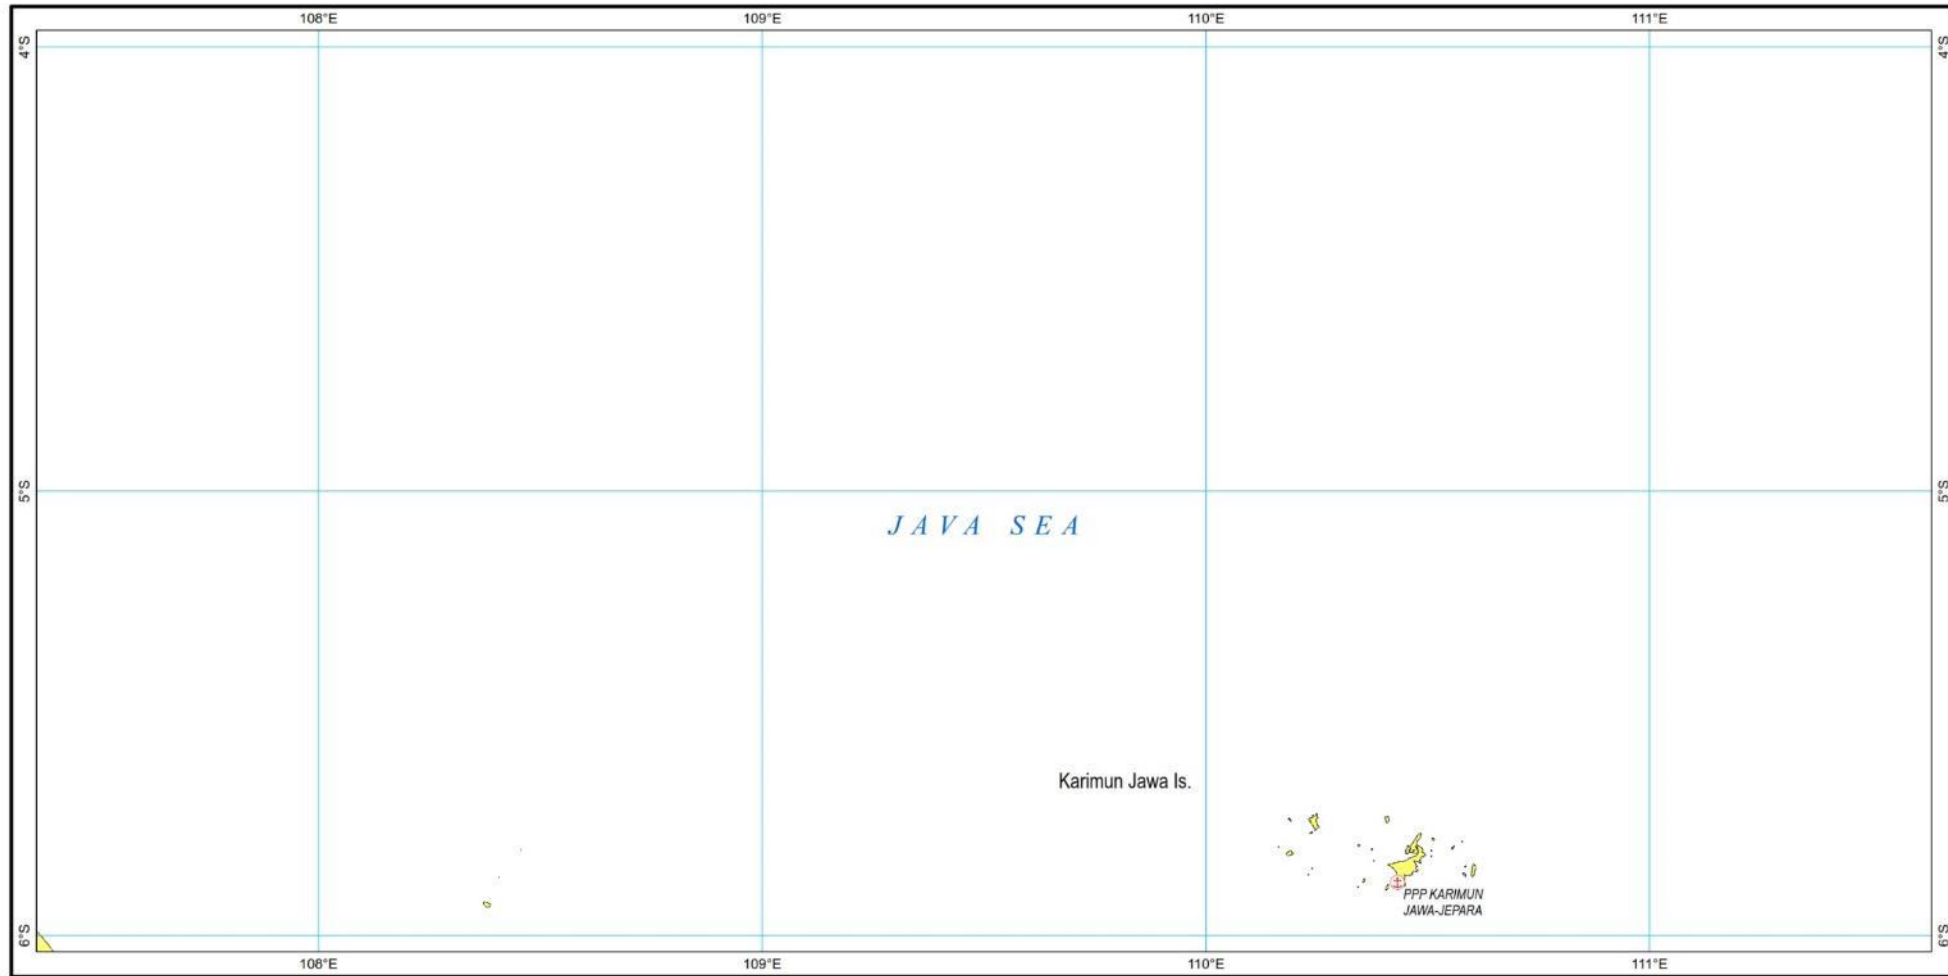 108°E 109°E 110°E 111°E
4°S 4°S
5°S 5°S
JAVA SEA
Karimun Jawa Is.
PPP KARIMUN
JAWA-JEPARA
6°S 6°S
108°E 109°E 110°E 111°E